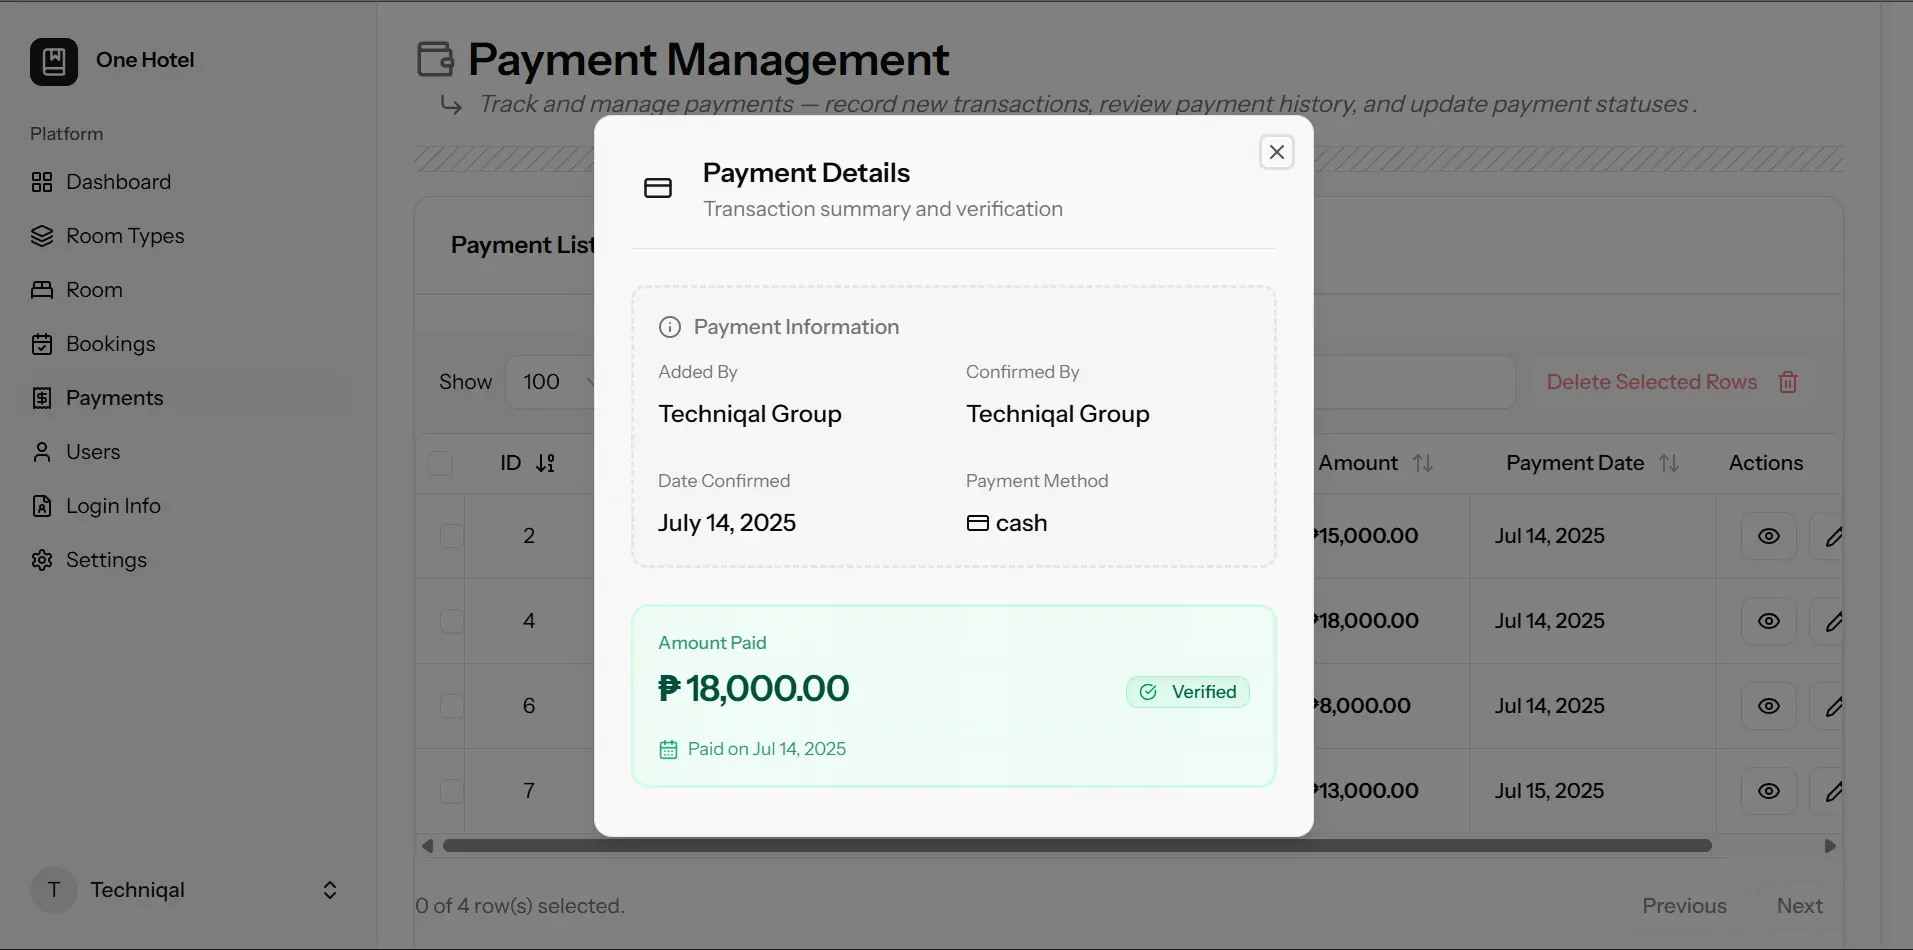 One Hotel
Platform
Dashboard
Room Types
Room
Bookings
Payments
Users
Login Info
Settings
T Techniqal
Payment Management
Track and manage payments — record new transactions, review payment history, and update payment statuses .
Payment List
Show 100 Delete Selected Rows
ID Amount Payment Date Actions
2 ₱15,000.00 Jul 14, 2025
4 ₱18,000.00 Jul 14, 2025
6 ₱8,000.00 Jul 14, 2025
7 ₱13,000.00 Jul 15, 2025
0 of 4 row(s) selected. Previous Next
Payment Details
Transaction summary and verification
Payment Information
Added By Confirmed By
Techniqal Group Techniqal Group
Date Confirmed Payment Method
July 14, 2025 cash
Amount Paid
₱ 18,000.00 Verified
Paid on Jul 14, 2025